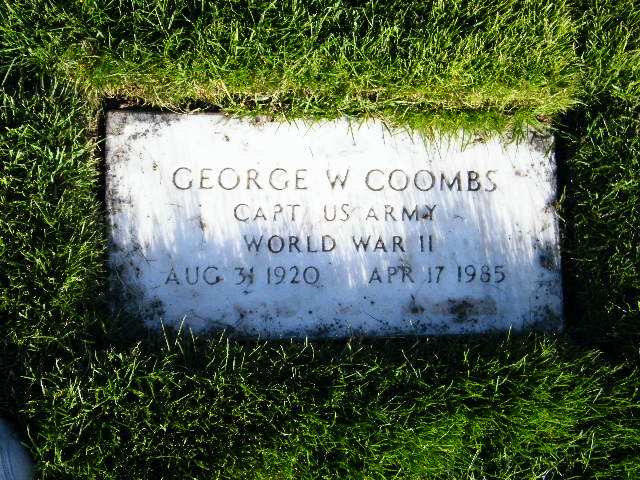 GEORGE W COOMBS
CAPT US ARMY
WORLD WAR II
AUG 31 1920 APR 17 1985